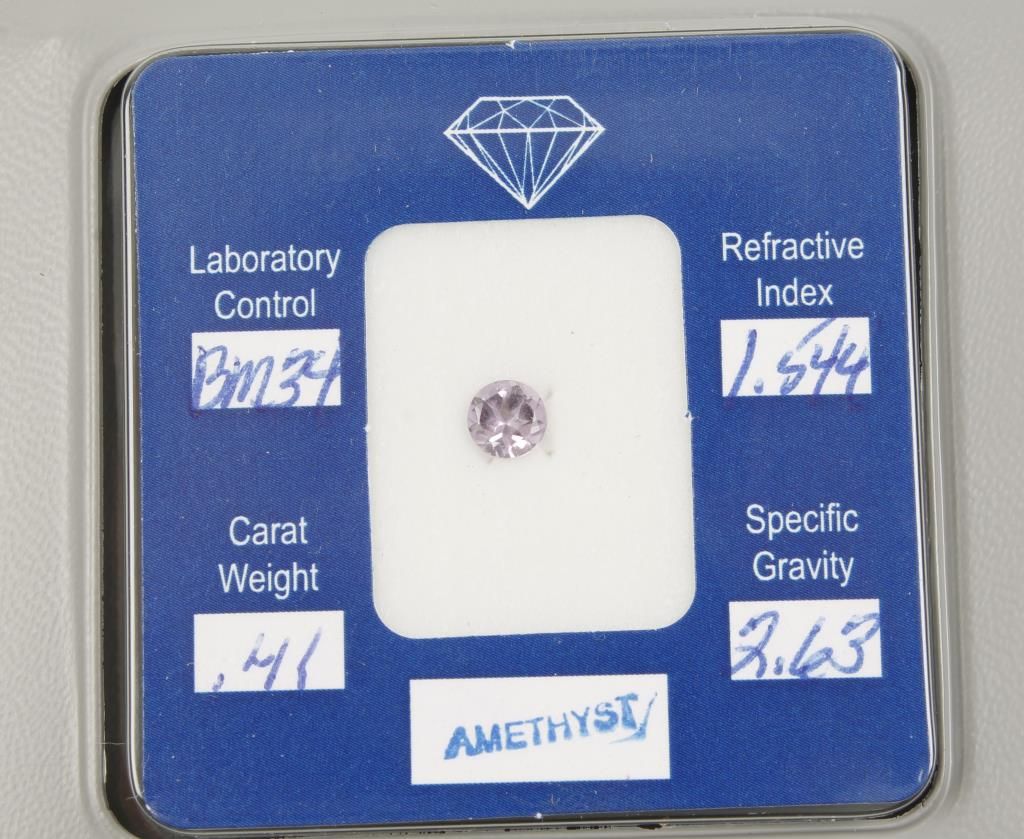 Laboratory
Control
BM34
Refractive
Index
1.544
Carat
Weight
.41
Specific
Gravity
2.63
AMETHYST